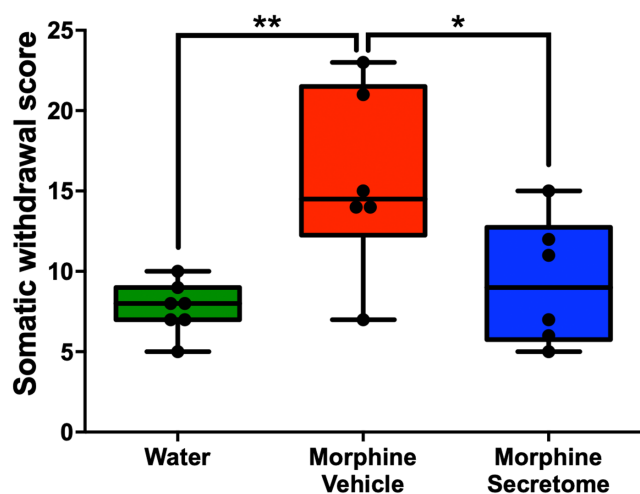 ** *
25
20
15
10
5
0
Somatic withdrawal score
Water
Morphine
Vehicle
Morphine
Secretome